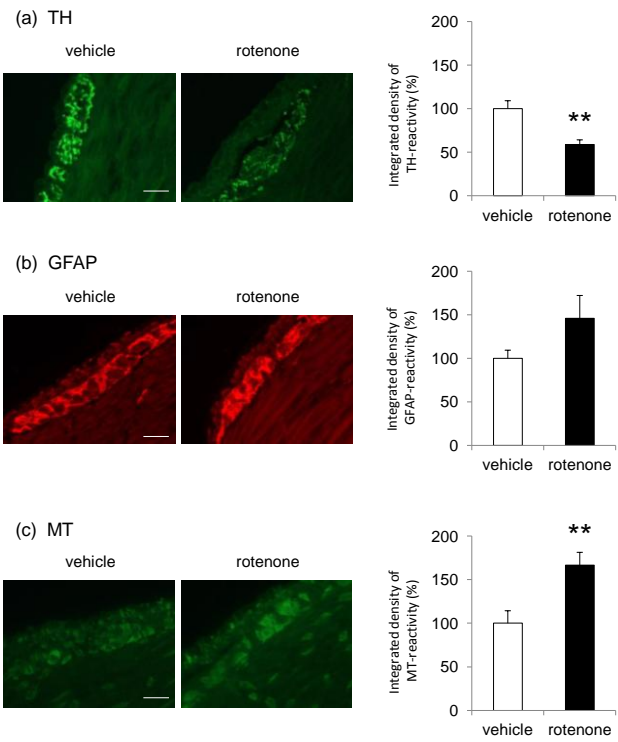 (a) TH
vehicle
rotenone
Integrated density of
TH-reactivity (%)
200
150
100
50
0
**
vehicle
rotenone
(b) GFAP
vehicle
rotenone
Integrated density of
GFAP-reactivity (%)
200
150
100
50
0
vehicle
rotenone
(c) MT
vehicle
rotenone
Integrated density of
MT-reactivity (%)
200
150
100
50
0
**
vehicle
rotenone